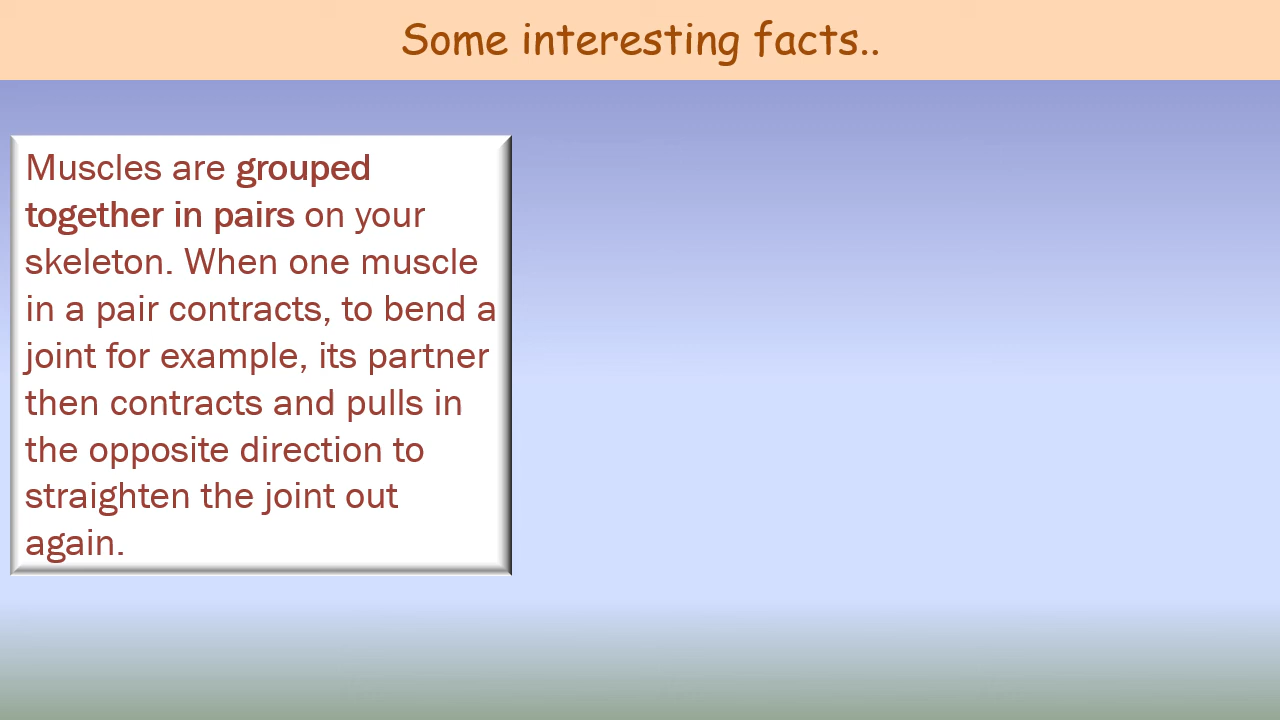 Some interesting facts..
Muscles are grouped
together in pairs on your
skeleton. When one muscle
in a pair contracts, to bend a
joint for example, its partner
then contracts and pulls in
the opposite direction to
straighten the joint out
again.